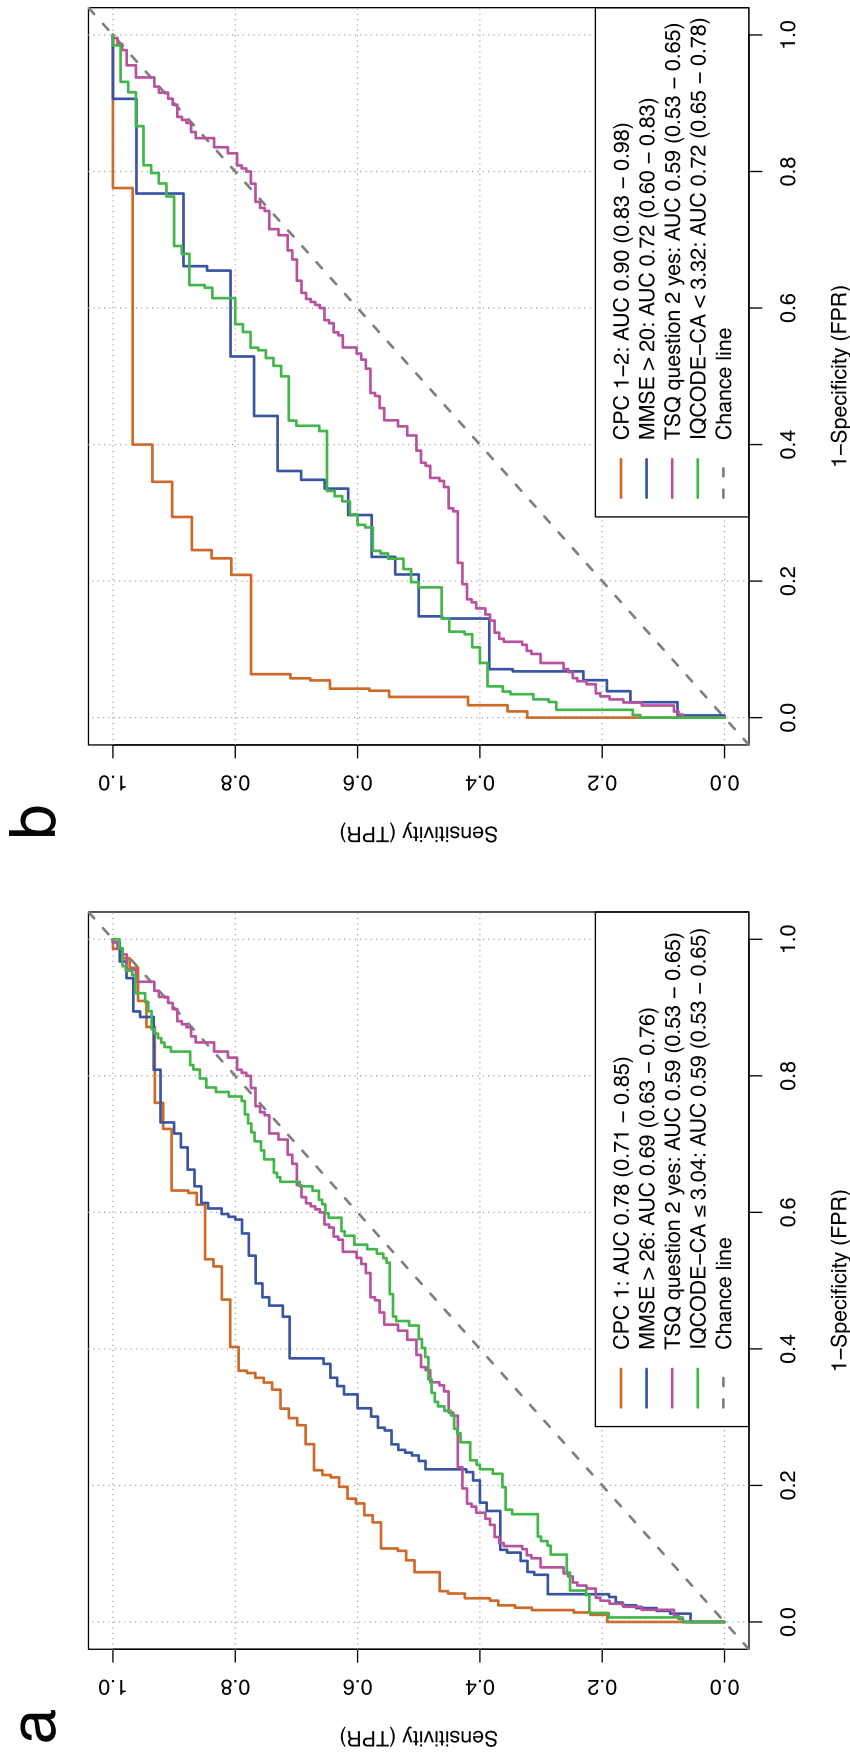 a
Sensitivity (TPR)
1.0
0.8
0.6
0.4
0.2
0.0
CPC 1: AUC 0.78 (0.71 − 0.85)
MMSE > 26: AUC 0.69 (0.63 − 0.76)
TSQ question 2 yes: AUC 0.59 (0.53 − 0.65)
IQCODE−CA ≤ 3.04: AUC 0.59 (0.53 − 0.65)
Chance line
0.0 0.2 0.4 0.6 0.8 1.0
1−Specificity (FPR)
b
Sensitivity (TPR)
1.0
0.8
0.6
0.4
0.2
0.0
CPC 1−2: AUC 0.90 (0.83 − 0.98)
MMSE > 20: AUC 0.72 (0.60 − 0.83)
TSQ question 2 yes: AUC 0.59 (0.53 − 0.65)
IQCODE−CA < 3.32: AUC 0.72 (0.65 − 0.78)
Chance line
0.0 0.2 0.4 0.6 0.8 1.0
1−Specificity (FPR)